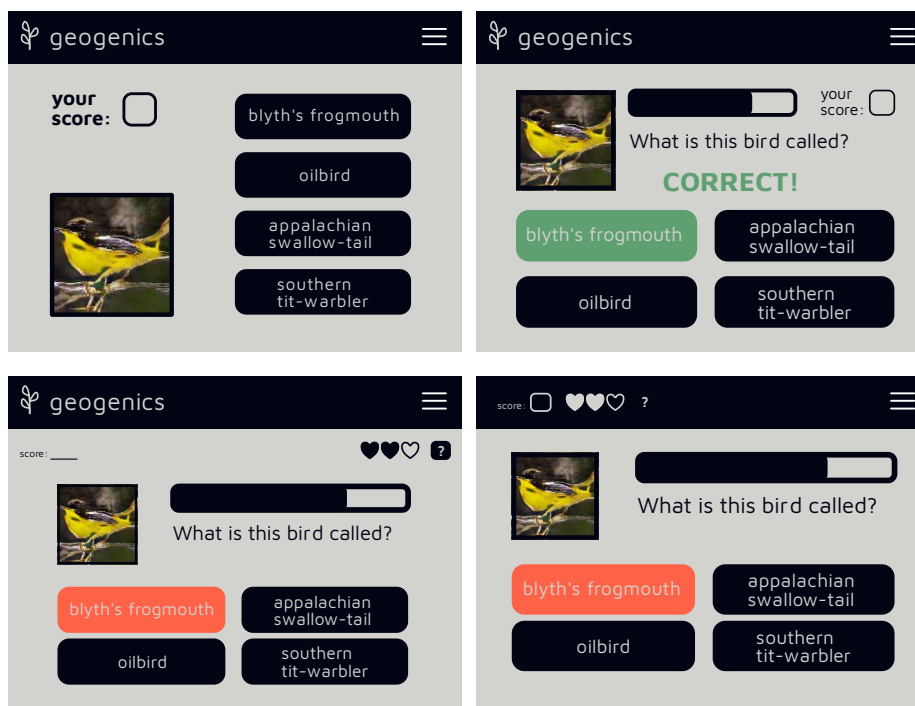 geogenics
your
score:
blyth's frogmouth
oilbird
appalachian
swallow-tail
southern
tit-warbler
geogenics
your
score:
What is this bird called?
CORRECT!
blyth's frogmouth
appalachian
swallow-tail
oilbird
southern
tit-warbler
geogenics
score:
?
What is this bird called?
blyth's frogmouth
appalachian
swallow-tail
oilbird
southern
tit-warbler
score:
?
What is this bird called?
blyth's frogmouth
appalachian
swallow-tail
oilbird
southern
tit-warbler